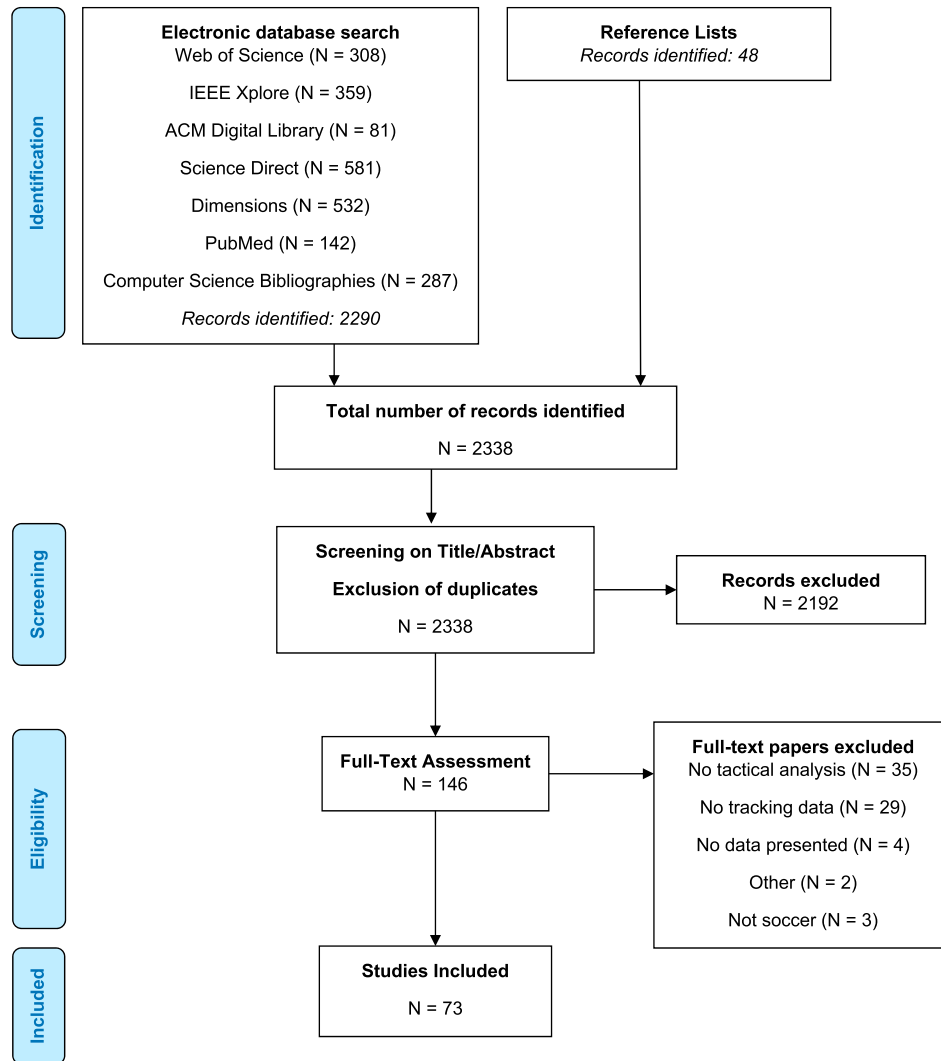 Identification
Electronic database search
Web of Science (N = 308)
IEEE Xplore (N = 359)
ACM Digital Library (N = 81)
Science Direct (N = 581)
Dimensions (N = 532)
PubMed (N = 142)
Computer Science Bibliographies (N = 287)
Records identified: 2290
Reference Lists
Records identified: 48
Total number of records identified
N = 2338
Screening
Screening on Title/Abstract
Exclusion of duplicates
N = 2338
Records excluded
N = 2192
Eligibility
Full-Text Assessment
N = 146
Full-text papers excluded
No tactical analysis (N = 35)
No tracking data (N = 29)
No data presented (N = 4)
Other (N = 2)
Not soccer (N = 3)
Included
Studies Included
N = 73